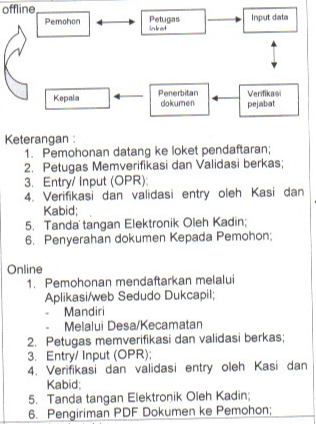 offline
Pemohon
Petugas
loket
Input data
Kepala
Penerbitan
dokumen
Verifikasi
pejabat
Keterangan :
1. Pemohonan datang ke loket pendaftaran;
2. Petugas Memverifikasi dan Validasi berkas;
3. Entry/ Input (OPR);
4. Verifikasi dan validasi entry oleh Kasi dan
Kabid;
5. Tanda tangan Elektronik Oleh Kadin;
6. Penyerahan dokumen Kepada Pemohon;
Online
1. Pemohonan mendaftarkan melalui
Aplikasi/web Sedudo Dukcapil;
- Mandiri
- Melalui Desa/Kecamatan
2. Petugas memverifikasi dan validasi berkas;
3. Entry/ Input (OPR);
4. Verifikasi dan validasi entry oleh Kasi dan
Kabid;
5. Tanda tangan Elektronik Oleh Kadin;
6. Pengiriman PDF Dokumen ke Pemohon;